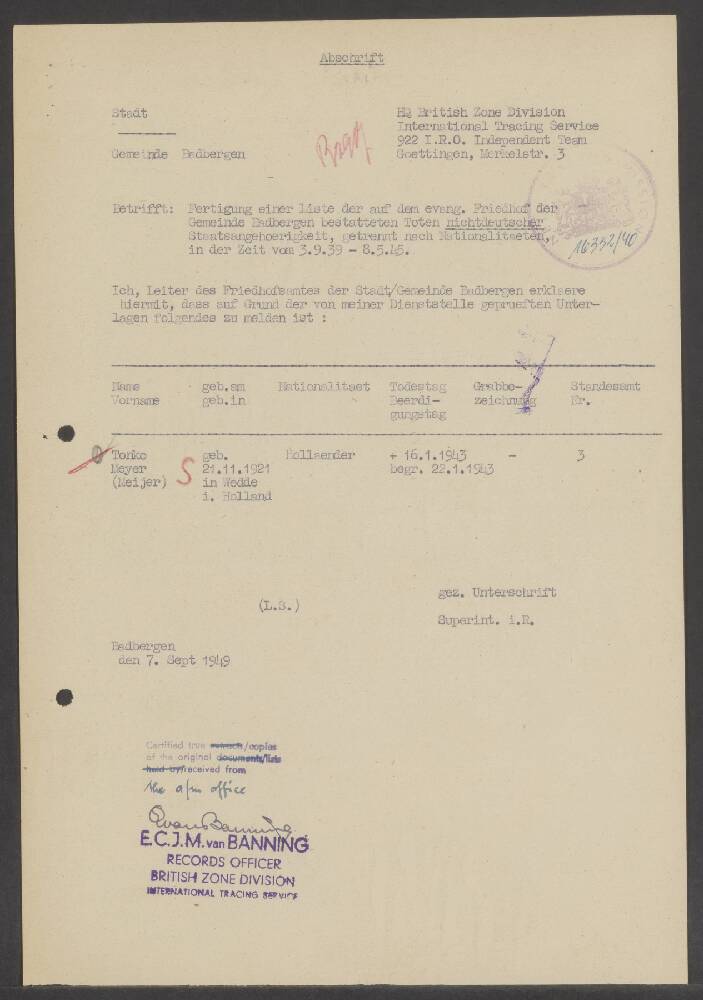 Abschrift
Stadt
Gemeinde Badbergen
HQ British Zone Division
International Tracing Service
922 I.R.O. Independent Team
Goettingen, Merkelstr. 3
16332/40
Betrifft: Fertigung einer Liste der auf dem evang. Friedhof der
Gemeinde Badbergen bestatteten Toten nichtdeutscher
Staatsangehoerigkeit, getrennt nach Nationalitaeten,
in der Zeit vom 3.9.39 - 8.5.45.
Ich, Leiter des Friedhofsamtes der Stadt/Gemeinde Badbergen erklaere
hiermit, dass auf Grund der von meiner Dienststelle geprueften Unter-
lagen folgendes zu melden ist :
Name geb.am Nationalitaet Todestag Grabbe- Standesamt
Vorname geb.in Beerdi- zeichnung Nr.
gungstag
Tonko geb. Hollaender + 16.1.1943 - 3
Meyer S 21.11.1921 begr. 22.1.1943
(Meijer) in Wedde
i. Holland
gez. Unterschrift
(L.S.)
Superint. i.R.
Badbergen
den 7. Sept 1949
Certified true extracts/copies
of the original documents/lists
held by/received from
the a/m office
Evan Banning
E.C.J.M. van BANNING
RECORDS OFFICER
BRITISH ZONE DIVISION
INTERNATIONAL TRACING SERVICE